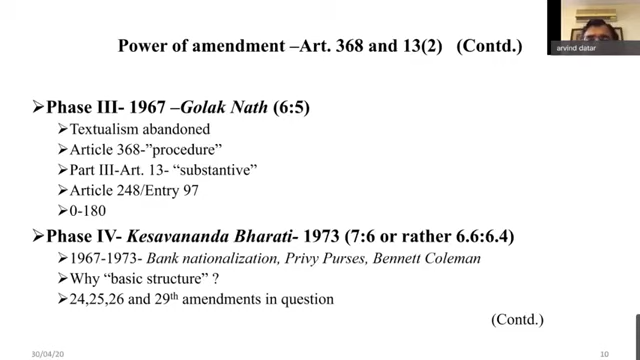 Power of amendment –Art. 368 and 13(2) (Contd.)
arvind datar
➢Phase III- 1967 –Golak Nath (6:5)
➢Textualism abandoned
➢Article 368-”procedure”
➢Part III-Art. 13- “substantive”
➢Article 248/Entry 97
➢0-180
➢Phase IV- Kesavananda Bharati- 1973 (7:6 or rather 6.6:6.4)
➢1967-1973- Bank nationalization, Privy Purses, Bennett Coleman
➢Why “basic structure” ?
➢24,25,26 and 29th amendments in question
(Contd.)
30/04/20
10